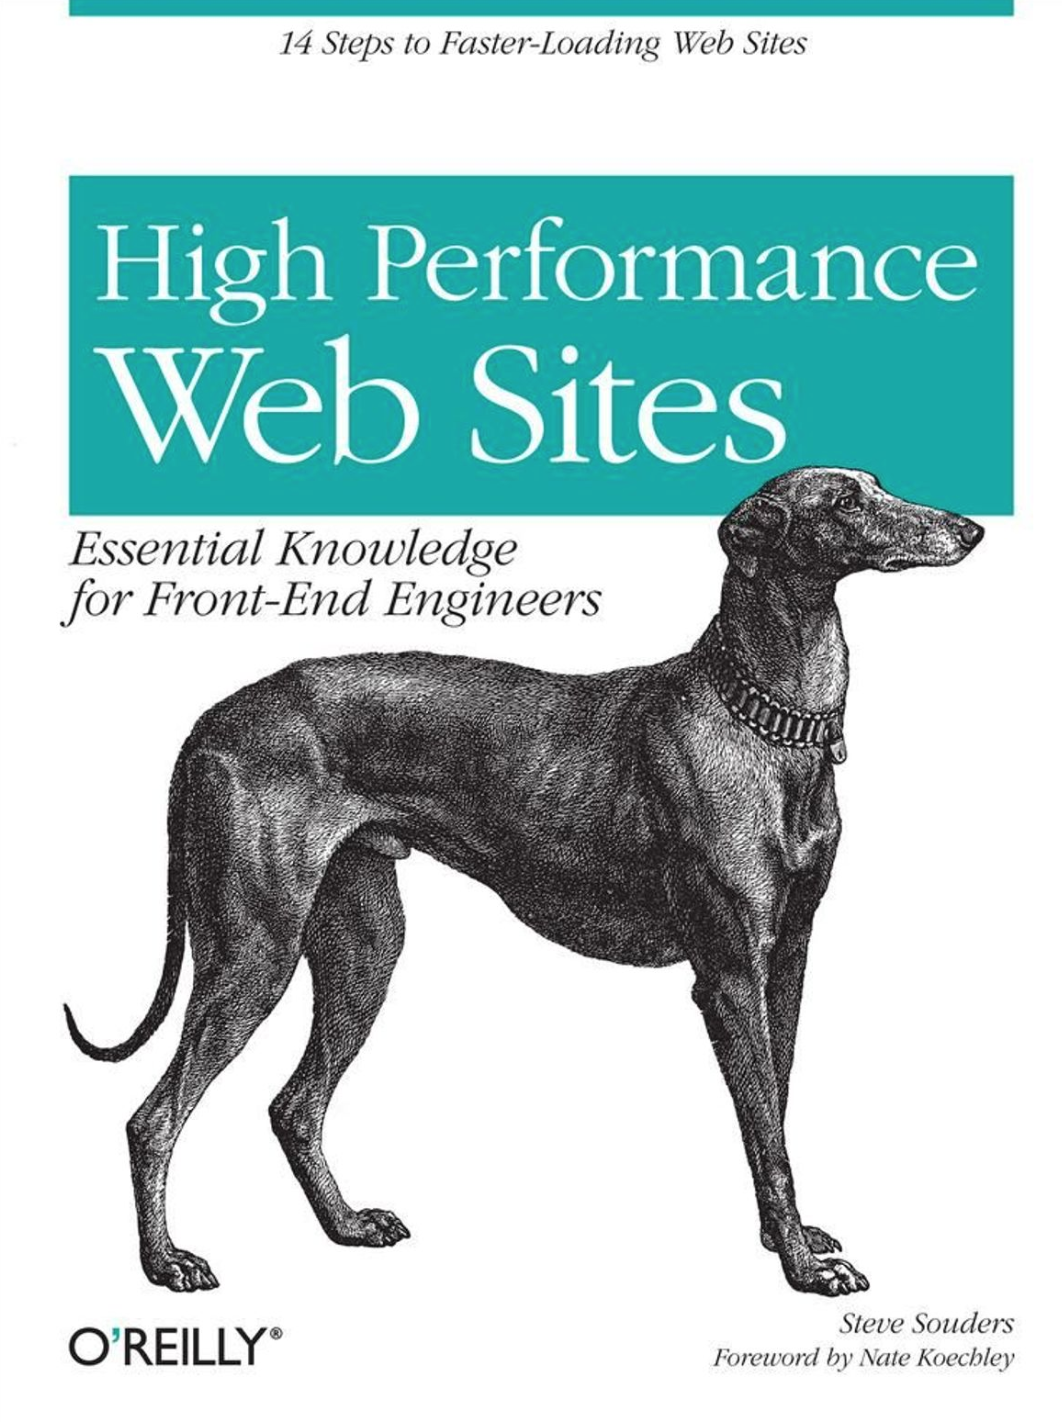 14 Steps to Faster-Loading Web Sites
High Performance
Web Sites
Essential Knowledge
for Front-End Engineers
O'REILLY®
Steve Souders
Foreword by Nate Koechley